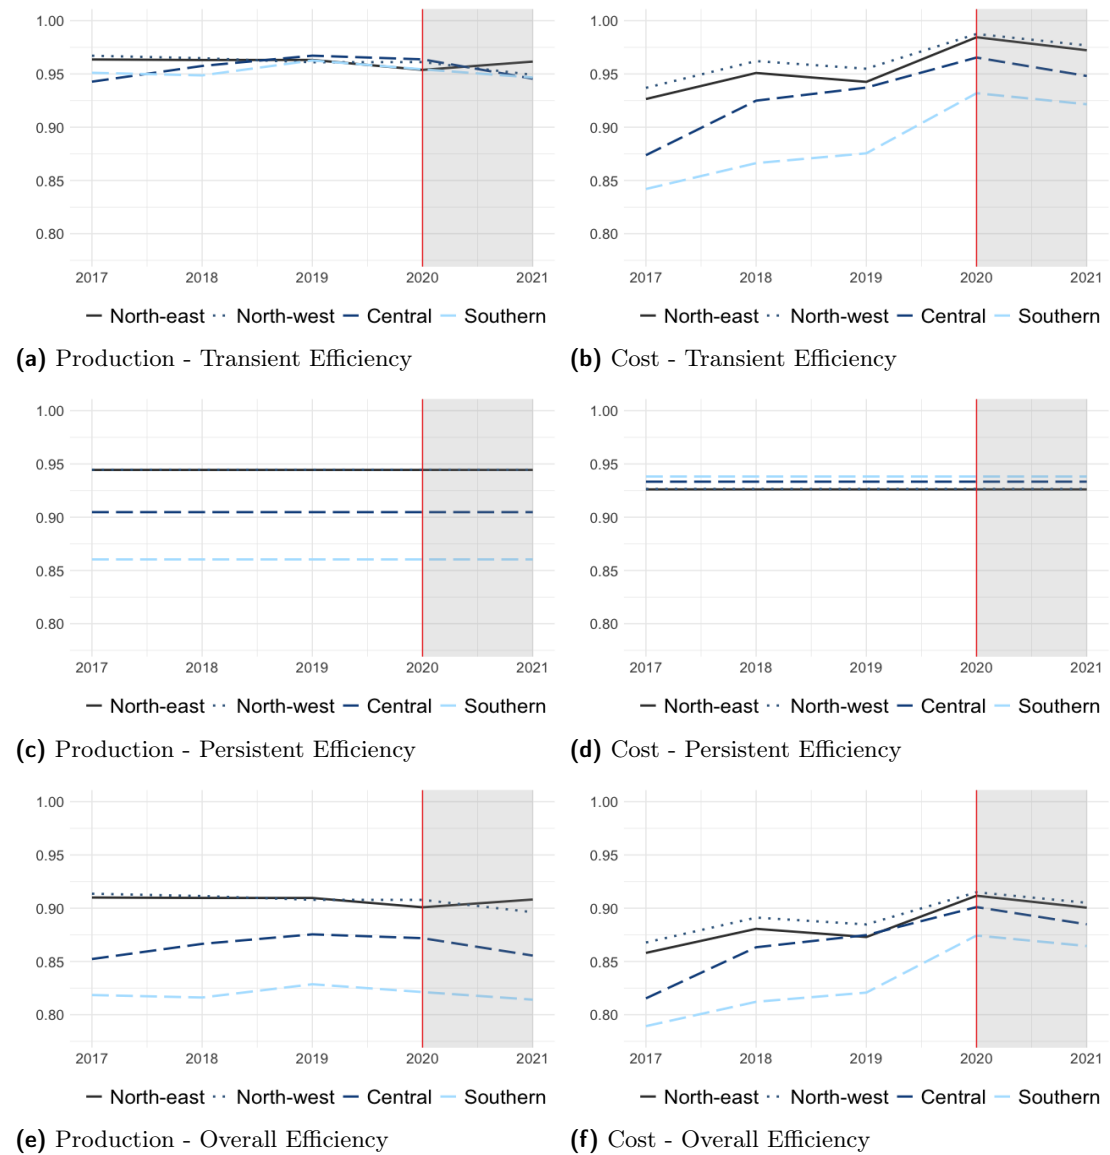 1.00
0.95
0.90
0.85
0.80
2017 2018 2019 2020 2021
North-east North-west Central Southern
(a) Production - Transient Efficiency
1.00
0.95
0.90
0.85
0.80
2017 2018 2019 2020 2021
North-east North-west Central Southern
(b) Cost - Transient Efficiency
1.00
0.95
0.90
0.85
0.80
2017 2018 2019 2020 2021
North-east North-west Central Southern
(c) Production - Persistent Efficiency
1.00
0.95
0.90
0.85
0.80
2017 2018 2019 2020 2021
North-east North-west Central Southern
(d) Cost - Persistent Efficiency
1.00
0.95
0.90
0.85
0.80
2017 2018 2019 2020 2021
North-east North-west Central Southern
(e) Production - Overall Efficiency
1.00
0.95
0.90
0.85
0.80
2017 2018 2019 2020 2021
North-east North-west Central Southern
(f) Cost - Overall Efficiency